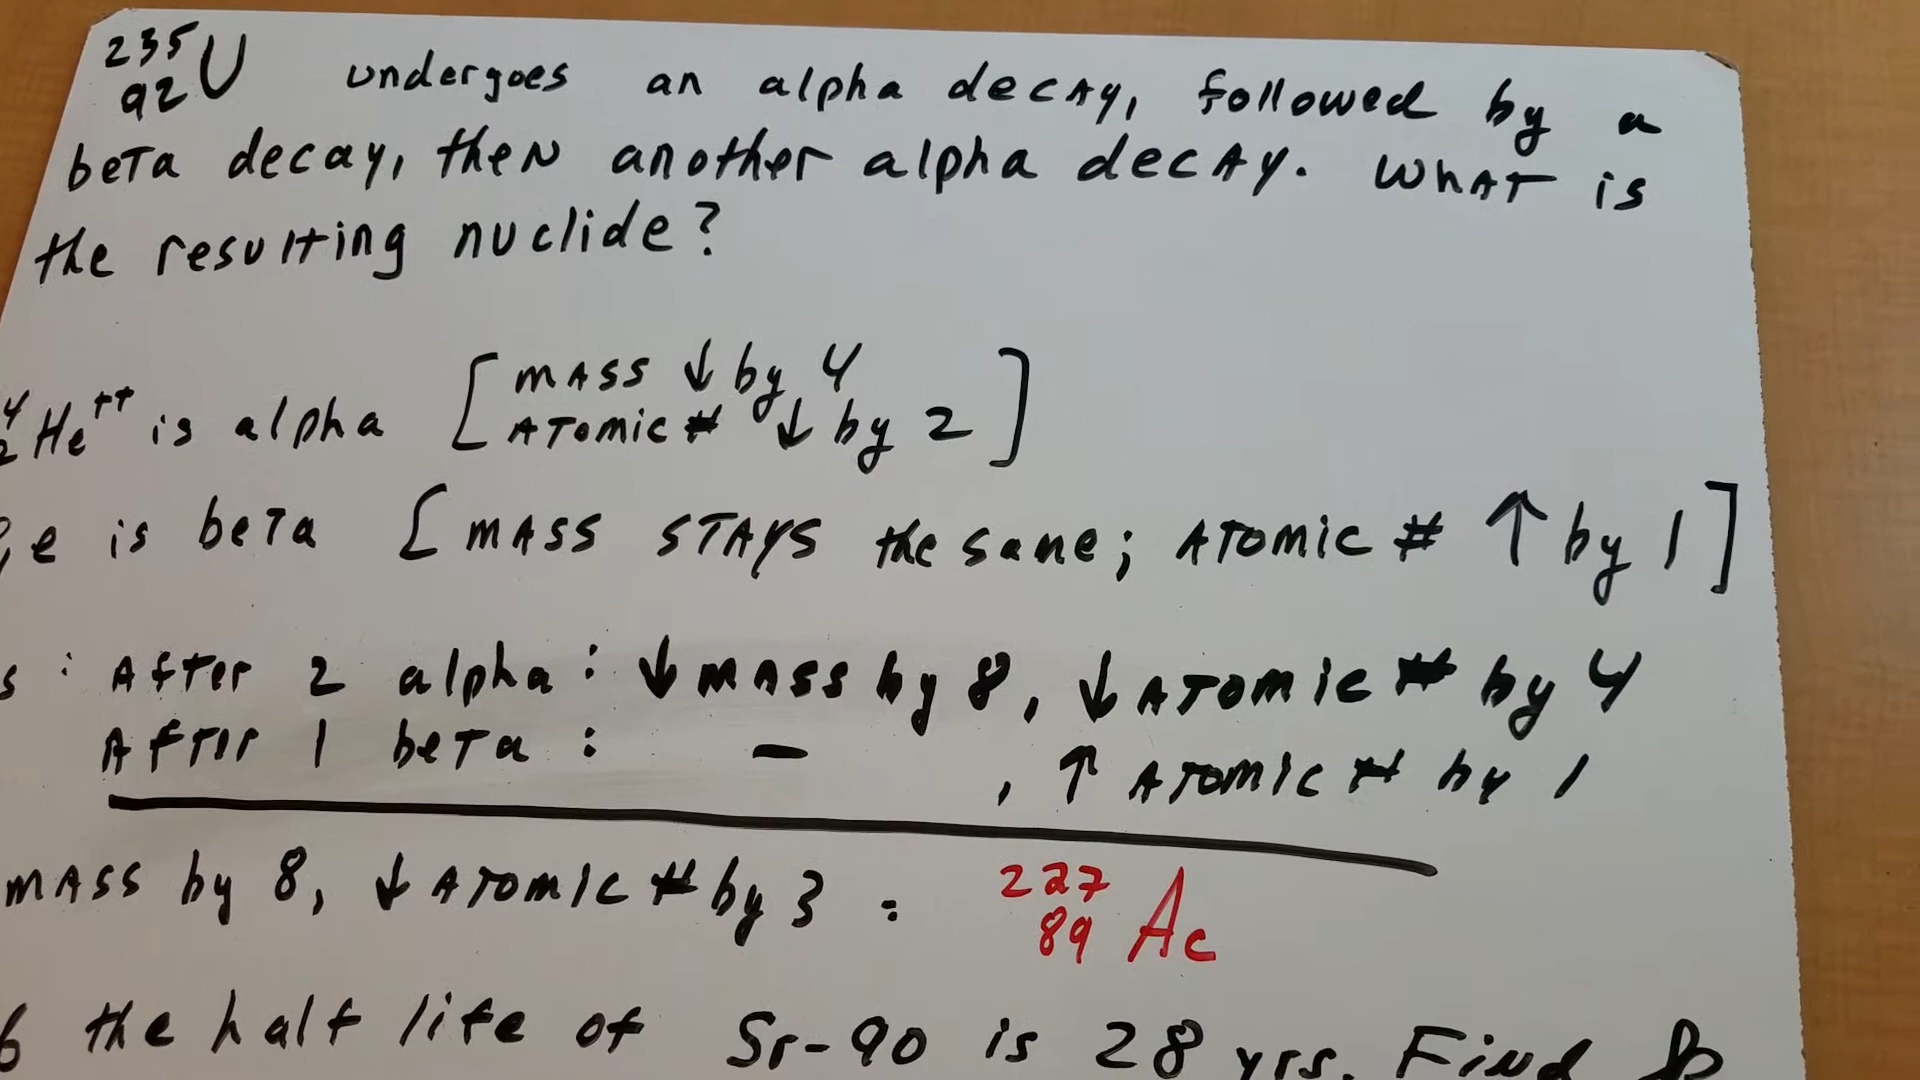 235
92 U undergoes an alpha decay, followed by a
beta decay, then another alpha decay. What is
the resulting nuclide?
4
2 He++ is alpha [mass ↓ by 4
Atomic # ↓ by 2]
e is beta [mass stays the same; Atomic # ↑ by 1]
s: After 2 alpha: ↓ mass by 8, ↓ Atomic # by 4
After 1 beta: – , ↑ Atomic # by 1
mass by 8, ↓ Atomic # by 3 = 227
89 Ac
the half life of Sr-90 is 28 yrs. Find